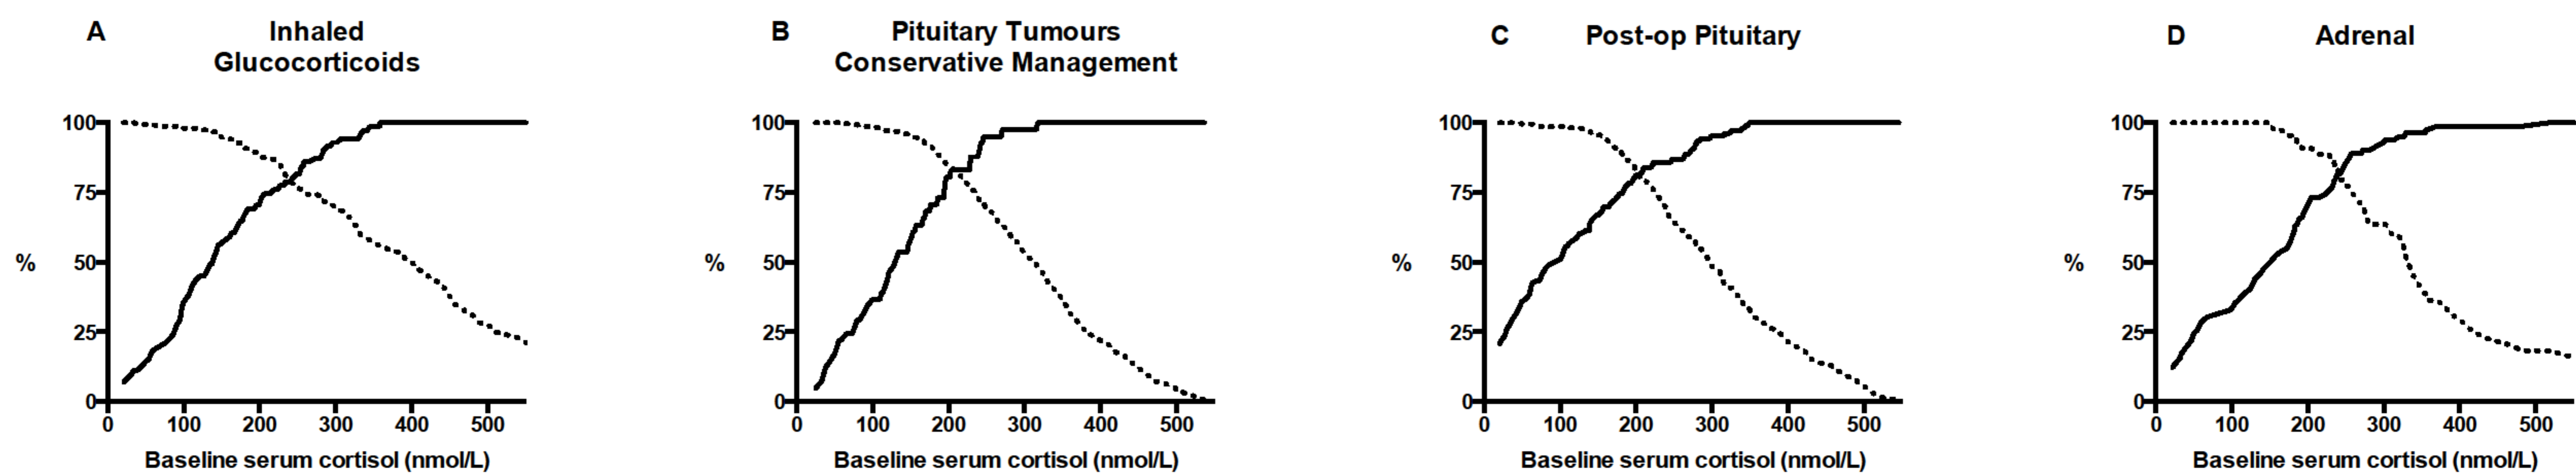 A
Inhaled
Glucocorticoids
100
75
%
50
25
0
0 100 200 300 400 500
Baseline serum cortisol (nmol/L)
B
Pituitary Tumours
Conservative Management
100
75
%
50
25
0
0 100 200 300 400 500
Baseline serum cortisol (nmol/L)
C
Post-op Pituitary
100
75
%
50
25
0
0 100 200 300 400 500
Baseline serum cortisol (nmol/L)
D
Adrenal
100
75
%
50
25
0
0 100 200 300 400 500
Baseline serum cortisol (nmol/L)